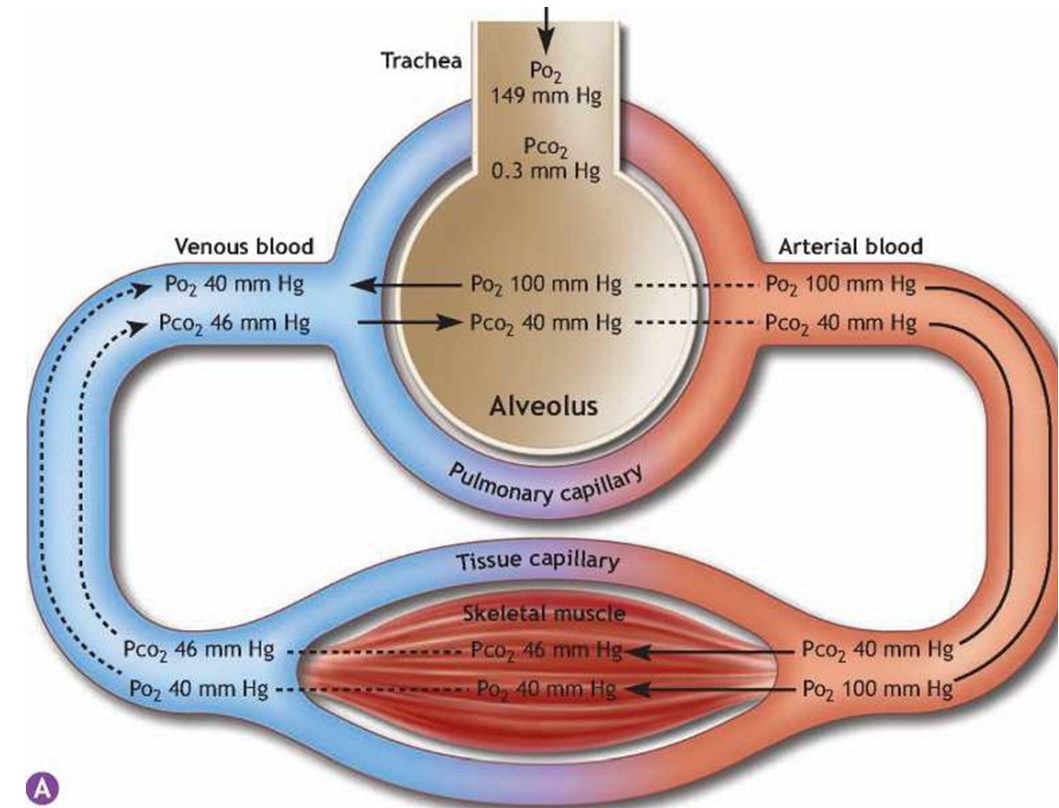 Trachea
Po₂
149 mm Hg
Pco₂
0.3 mm Hg
Venous blood
Arterial blood
Po₂ 40 mm Hg
Po₂ 100 mm Hg
Po₂ 100 mm Hg
Pco₂ 46 mm Hg
Pco₂ 40 mm Hg
Pco₂ 40 mm Hg
Alveolus
Pulmonary capillary
Tissue capillary
Skeletal muscle
Pco₂ 46 mm Hg
Pco₂ 46 mm Hg
Pco₂ 40 mm Hg
Po₂ 40 mm Hg
Po₂ 40 mm Hg
Po₂ 100 mm Hg
A